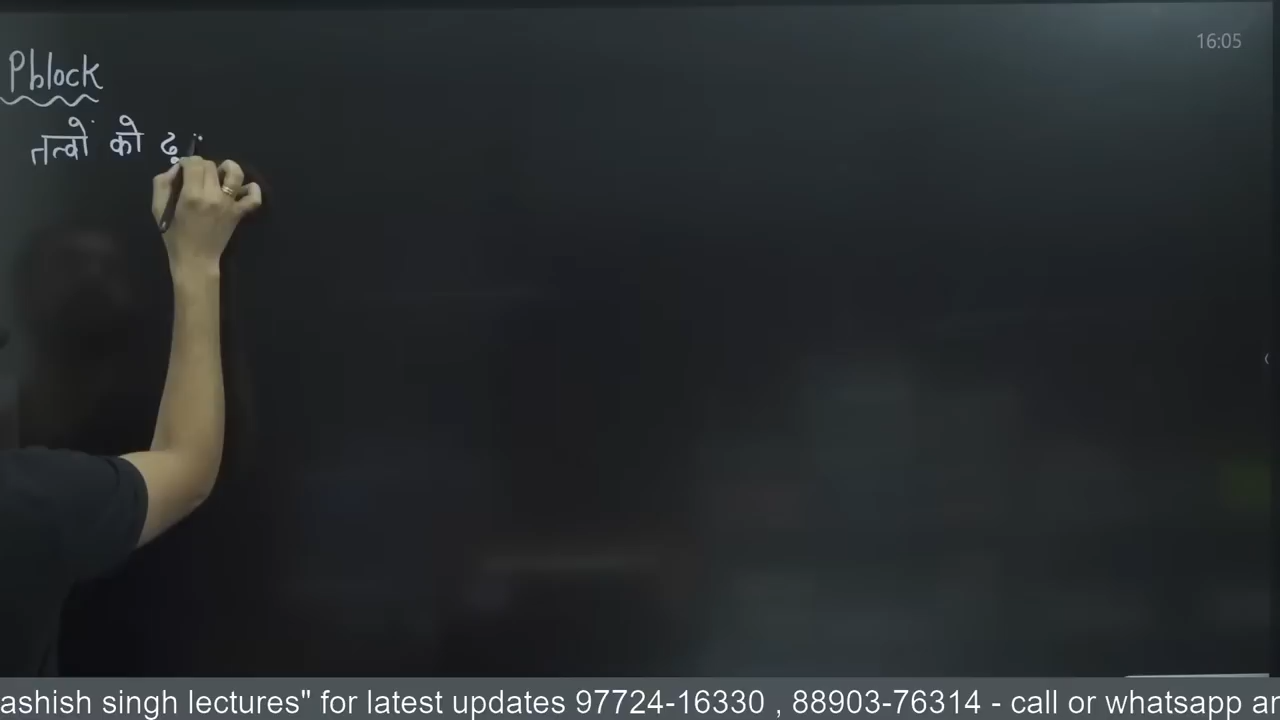 16:05
Pblock
तत्वों को
ashish singh lectures" for latest updates 97724-16330 , 88903-76314 - call or whatsapp ar